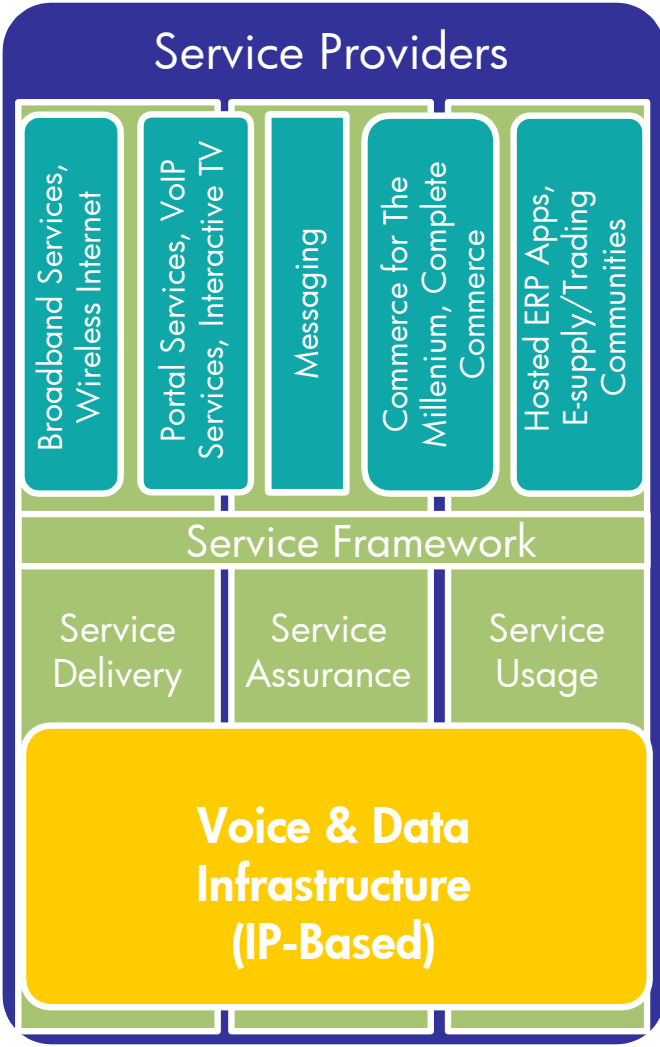 Service Providers
Broadband Services,
Wireless Internet
Portal Services, VoIP
Services, Interactive TV
Messaging
Commerce for The
Millenium, Complete
Commerce
Hosted ERP Apps,
E-supply/Trading
Communities
Service Framework
Service
Delivery
Service
Assurance
Service
Usage
Voice & Data
Infrastructure
(IP-Based)